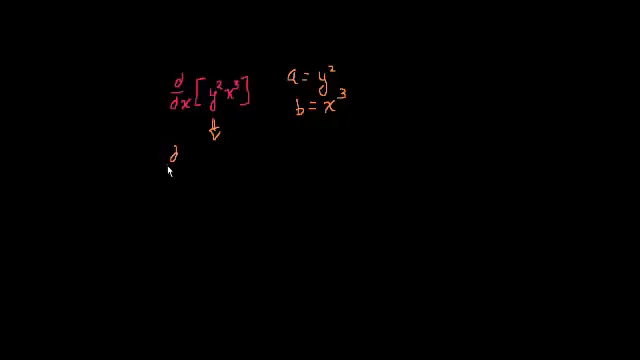 d/dx [y²x³]
a = y²
b = x³
⇓
d